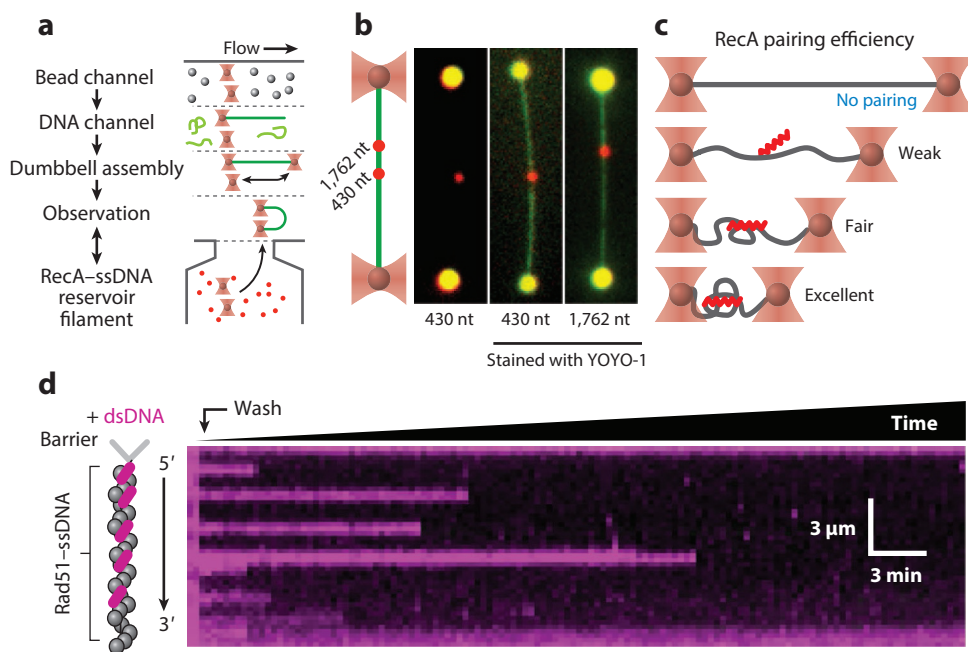 a
Flow
Bead channel
DNA channel
Dumbbell assembly
Observation
RecA–ssDNA
reservoir
filament
b
1,762 nt
430 nt
430 nt
430 nt
1,762 nt
Stained with YOYO-1
c
RecA pairing efficiency
No pairing
Weak
Fair
Excellent
d
+ dsDNA
Barrier
Rad51–ssDNA
5′
3′
Wash
Time
3 μm
3 min